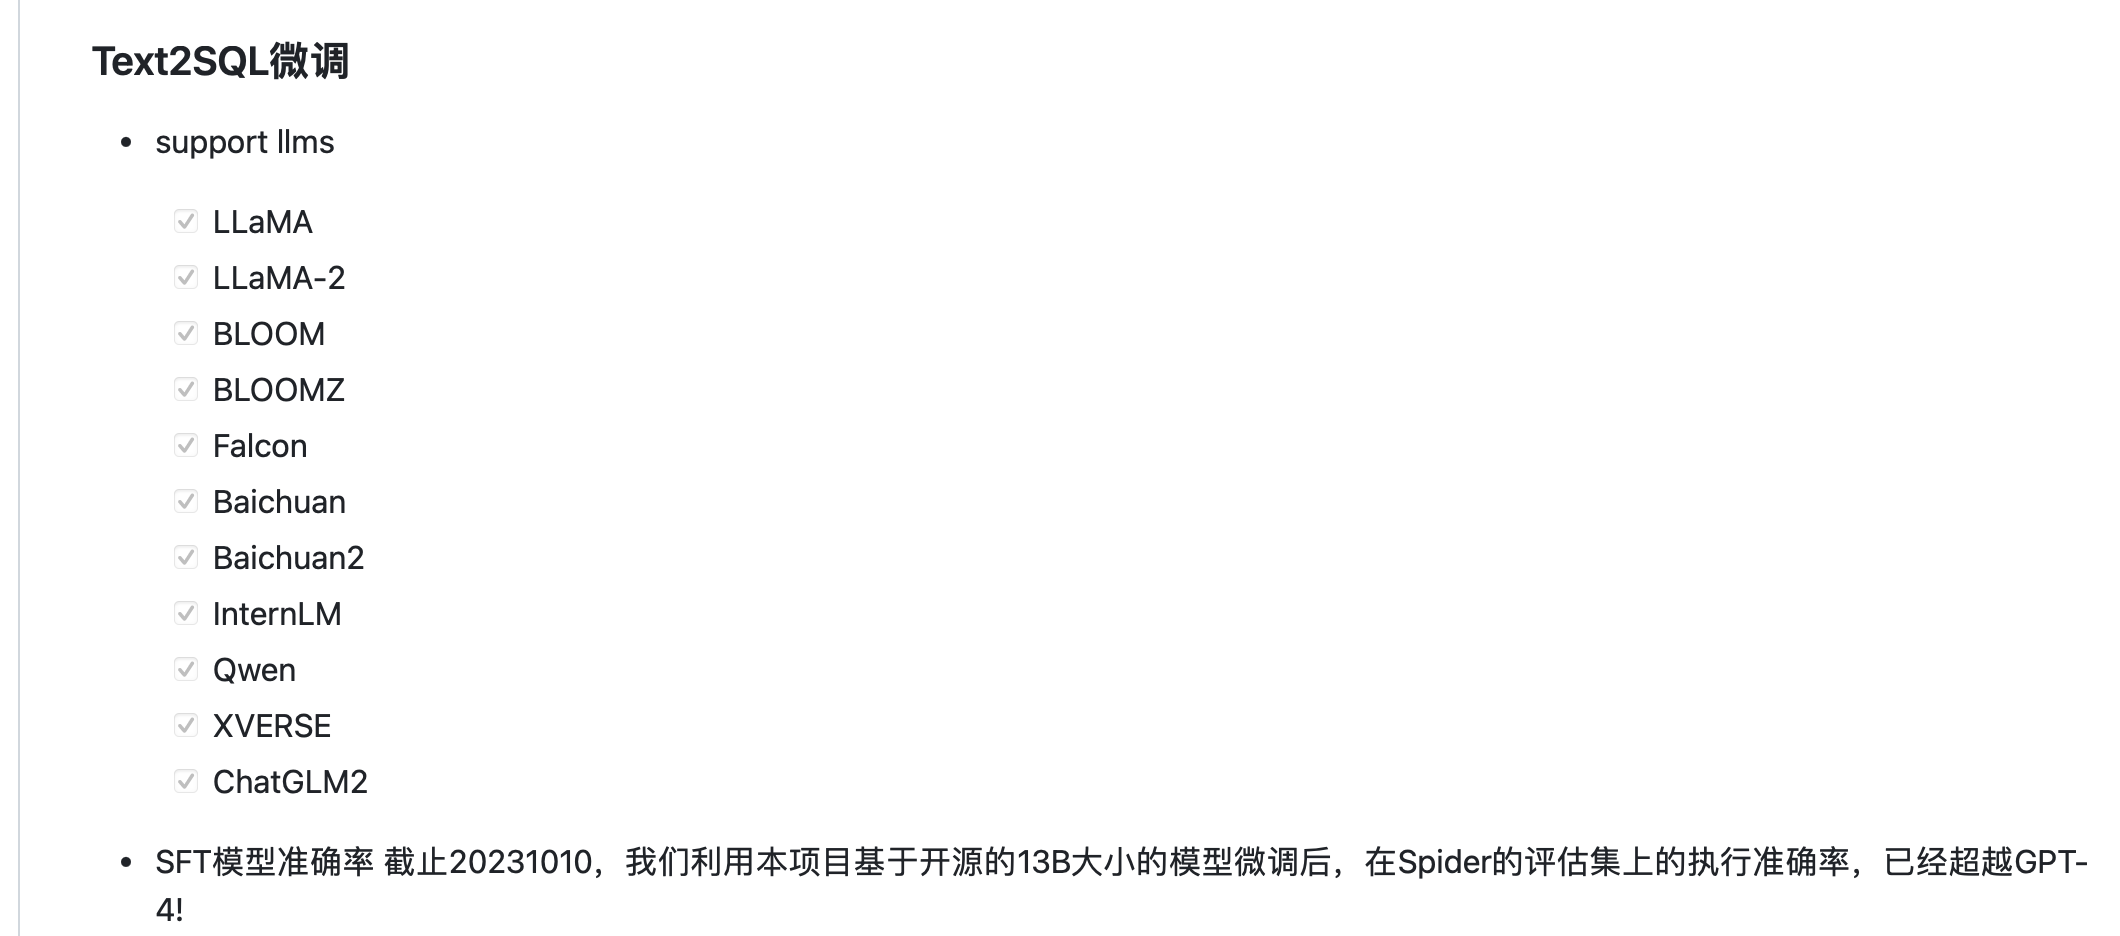 Text2SQL微调
support llms
LLaMA
LLaMA-2
BLOOM
BLOOMZ
Falcon
Baichuan
Baichuan2
InternLM
Qwen
XVERSE
ChatGLM2
SFT模型准确率 截止20231010，我们利用本项目基于开源的13B大小的模型微调后，在Spider的评估集上的执行准确率，已经超越GPT-
4!